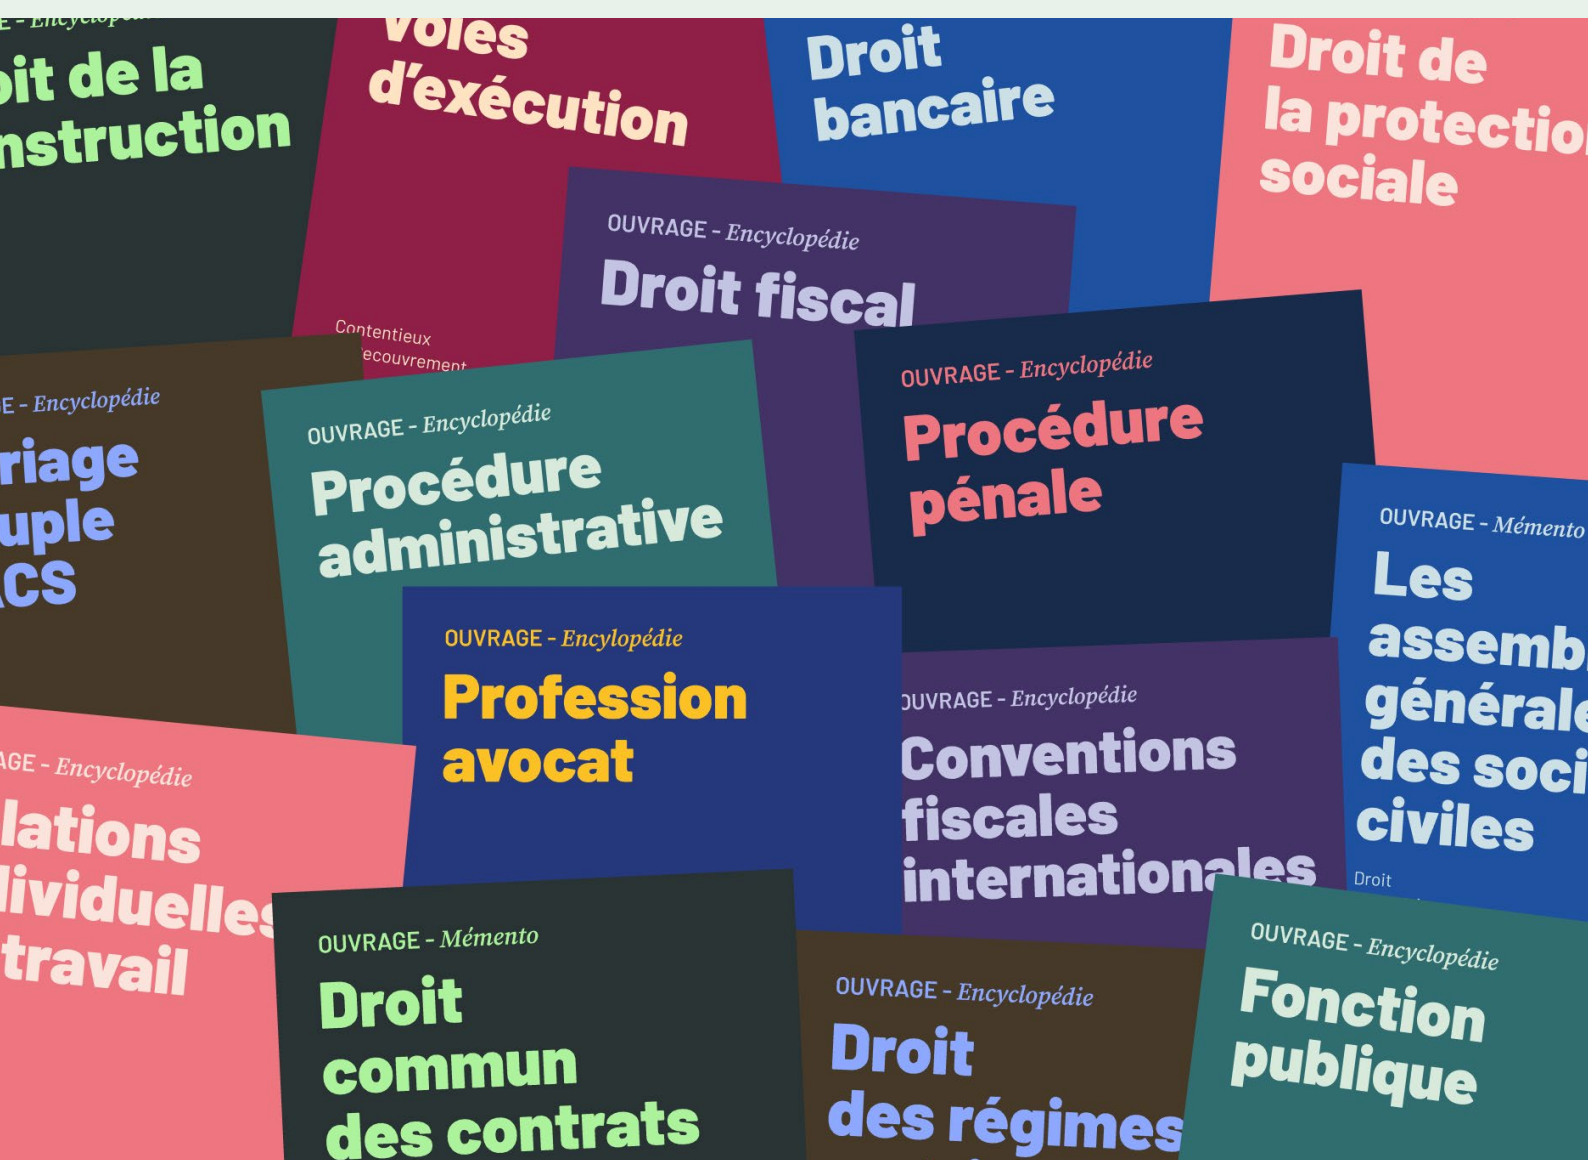 oit de la
nstruction
Voies
d'exécution
Contentieux
ecouvrement
Droit
bancaire
Droit de
la protectio
sociale
OUVRAGE - Encyclopédie
Droit fiscal
E - Encyclopédie
riage
uple
CS
OUVRAGE - Encyclopédie
Procédure
administrative
OUVRAGE - Encyclopédie
Procédure
pénale
OUVRAGE - Mémento
Les
assemb
générale
des soci
civiles
Droit
OUVRAGE - Encylopédie
Profession
avocat
OUVRAGE - Encyclopédie
Conventions
fiscales
internationales
AGE - Encyclopédie
lations
dividuelles
travail
OUVRAGE - Mémento
Droit
commun
des contrats
OUVRAGE - Encyclopédie
Droit
des régimes
OUVRAGE - Encyclopédie
Fonction
publique